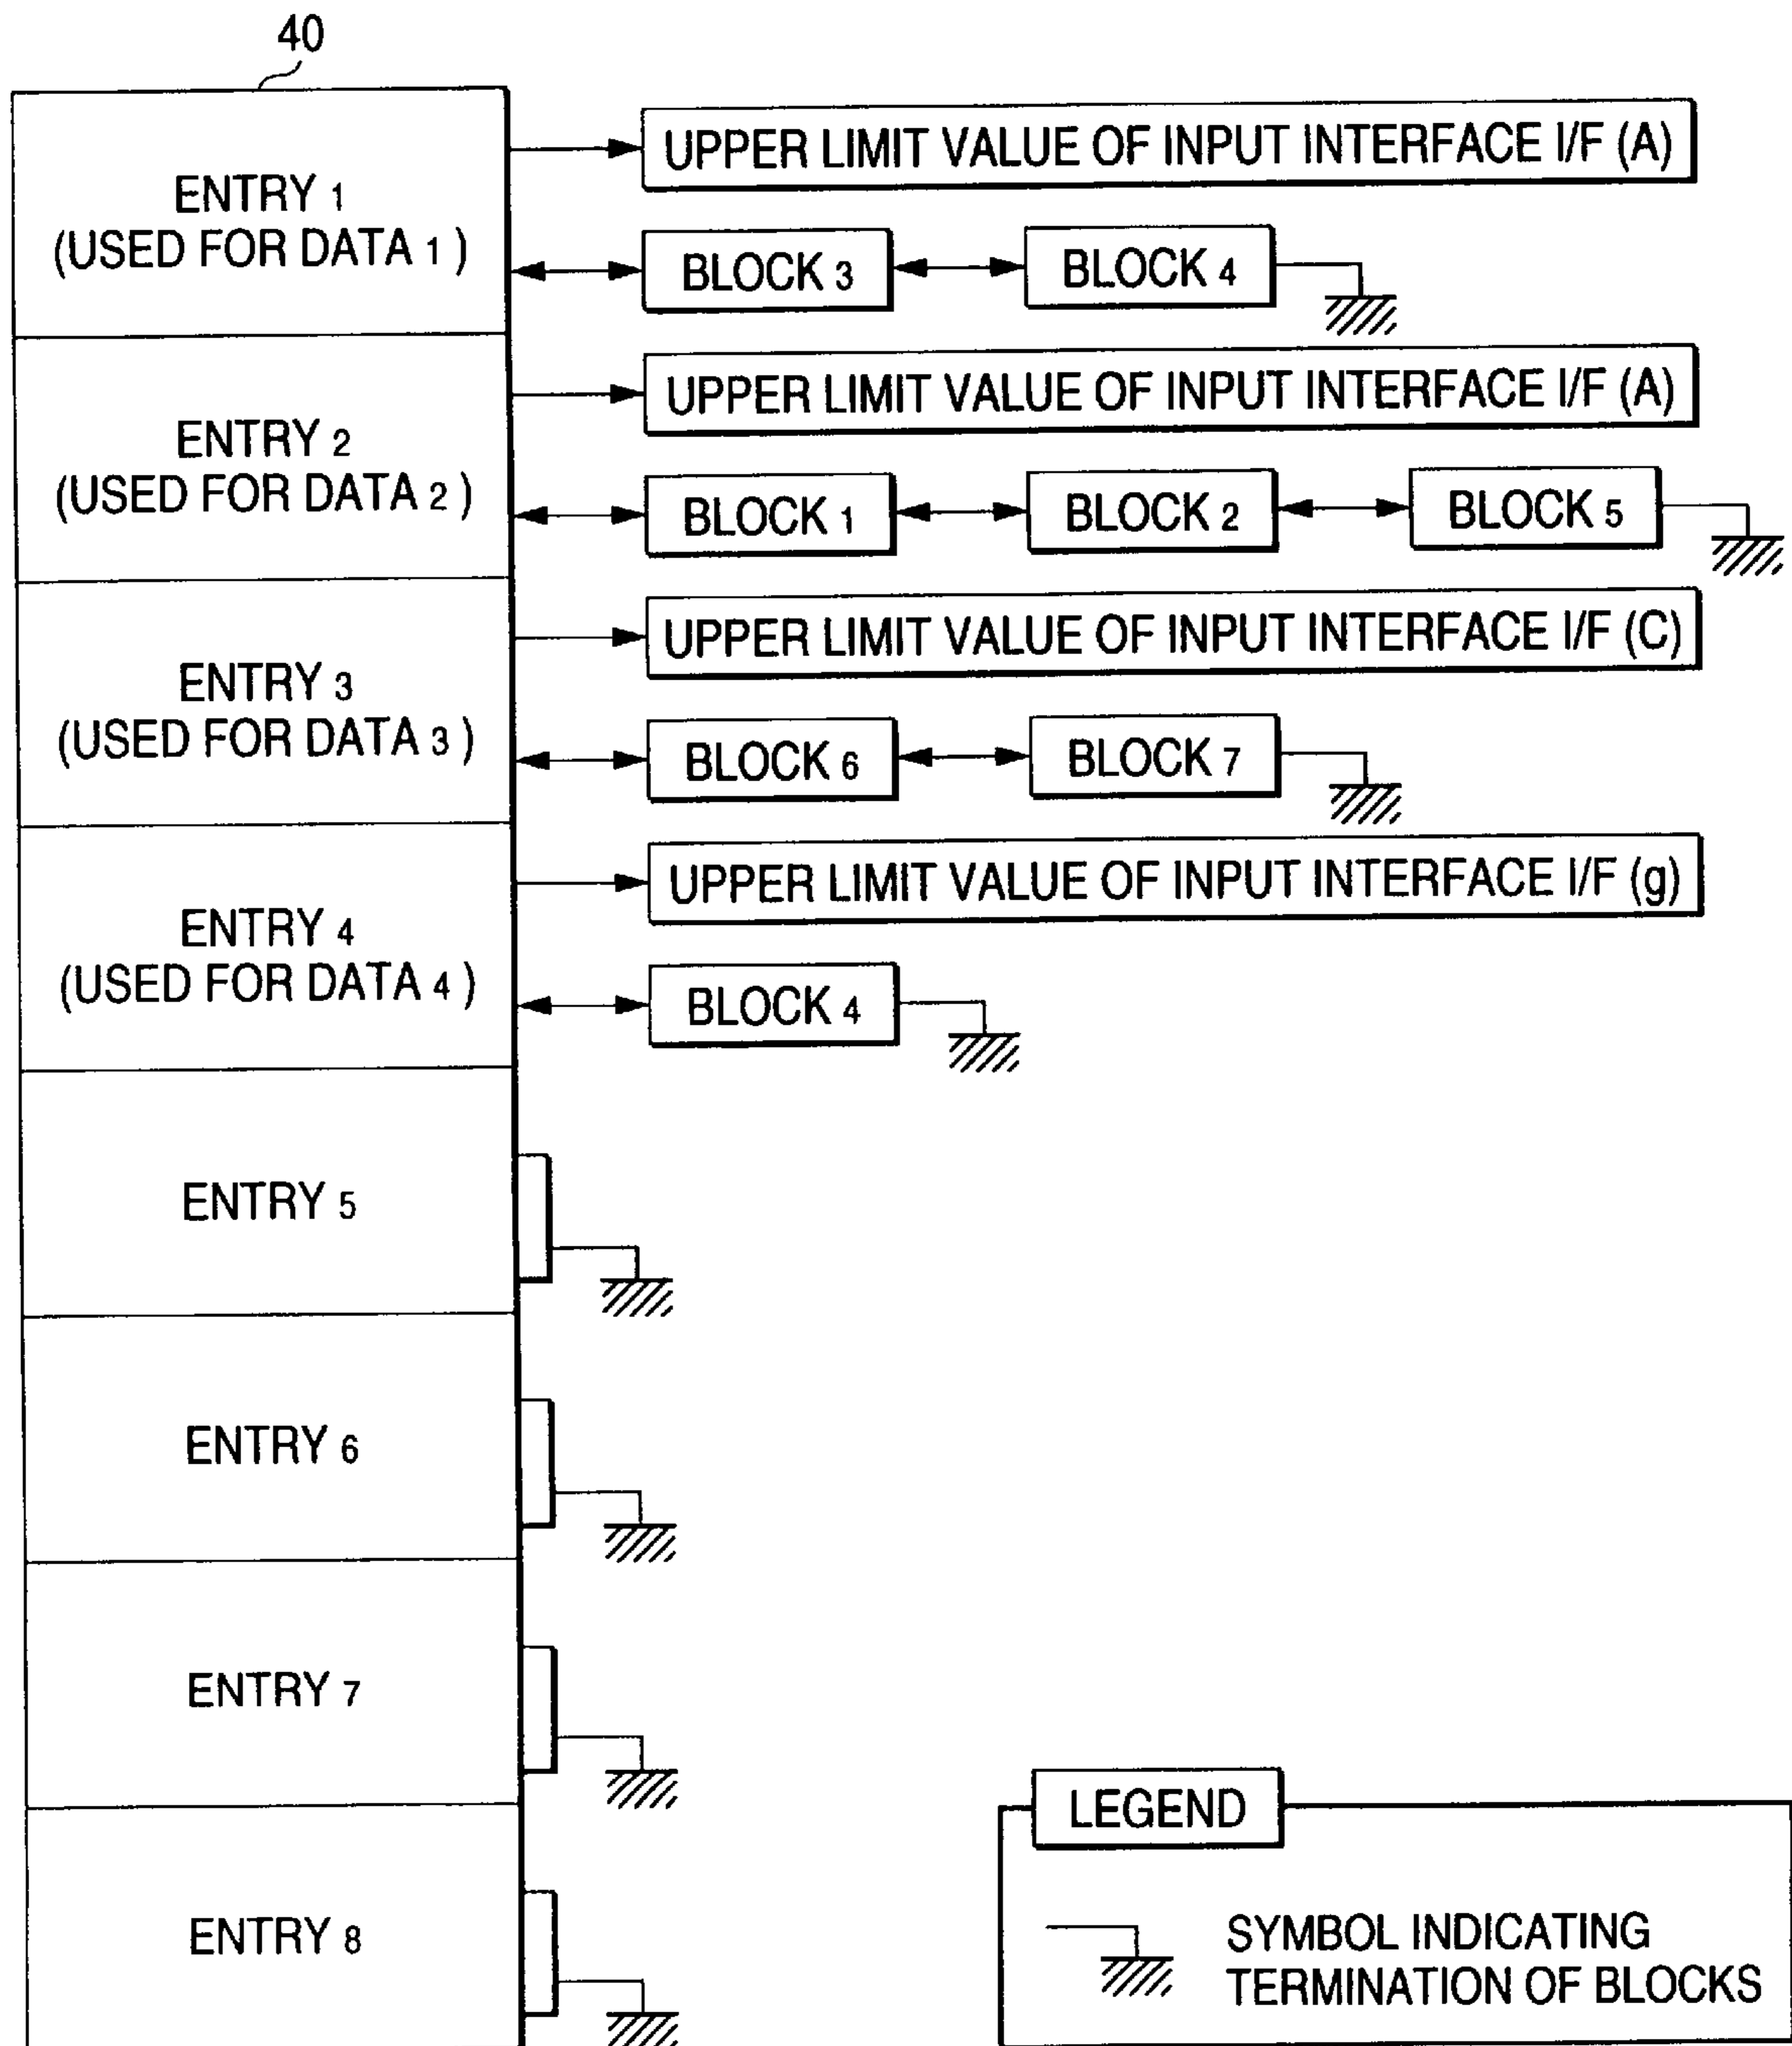 40
ENTRY 1
(USED FOR DATA 1 )
UPPER LIMIT VALUE OF INPUT INTERFACE I/F (A)
BLOCK 3
BLOCK 4
ENTRY 2
(USED FOR DATA 2 )
UPPER LIMIT VALUE OF INPUT INTERFACE I/F (A)
BLOCK 1
BLOCK 2
BLOCK 5
ENTRY 3
(USED FOR DATA 3 )
UPPER LIMIT VALUE OF INPUT INTERFACE I/F (C)
BLOCK 6
BLOCK 7
ENTRY 4
(USED FOR DATA 4 )
UPPER LIMIT VALUE OF INPUT INTERFACE I/F (g)
BLOCK 4
ENTRY 5
ENTRY 6
ENTRY 7
ENTRY 8
LEGEND
SYMBOL INDICATING
TERMINATION OF BLOCKS